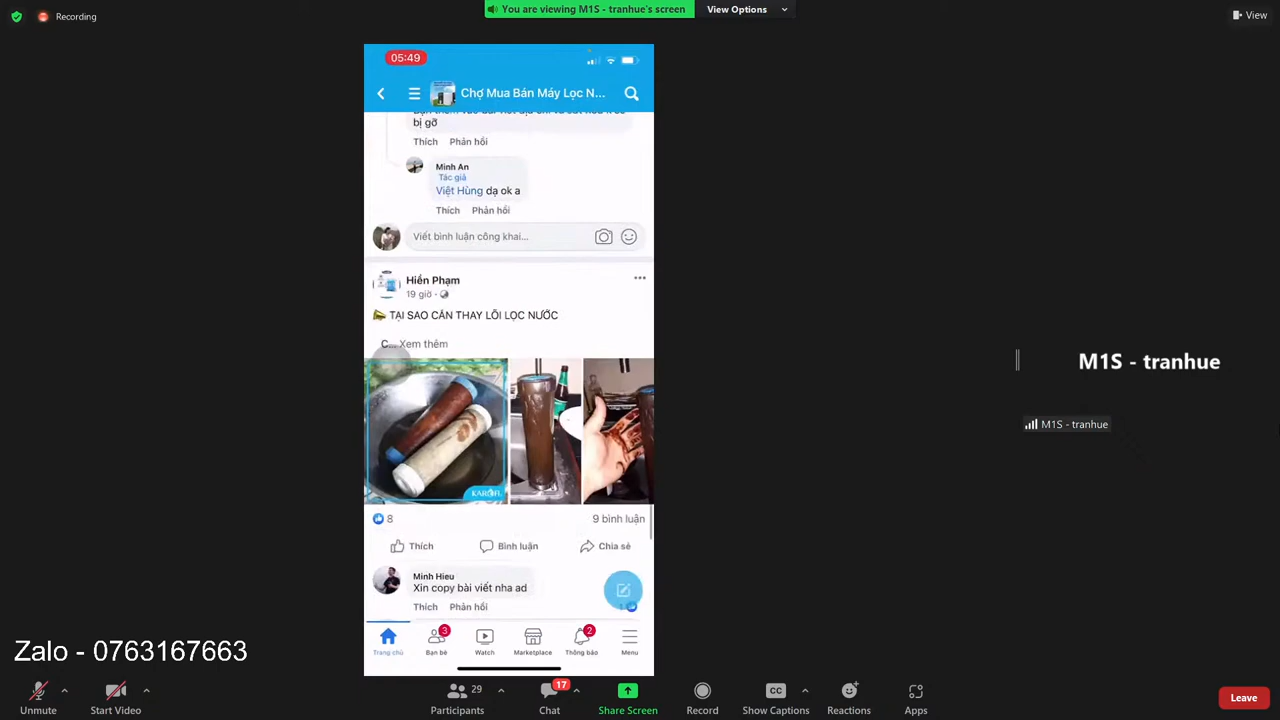 Recording
You are viewing M1S - tranhue's screen
View Options
View
05:49
Chợ Mua Bán Máy Lọc N...
bị gỡ
Thích Phản hồi
Minh An
Tác giả
Việt Hùng dạ ok a
Thích Phản hồi
Viết bình luận công khai...
Hiền Phạm
19 giờ
TẠI SAO CẦN THAY LÕI LỌC NƯỚC
C... Xem thêm
KAROFI
8
9 bình luận
Thích
Bình luận
Chia sẻ
Minh Hieu
Xin copy bài viết nha ad
Thích Phản hồi
1
3
2
Trang chủ
Bạn bè
Watch
Marketplace
Thông báo
Menu
M1S - tranhue
M1S - tranhue
Zalo - 0763167663
Unmute
Start Video
29
Participants
17
Chat
Share Screen
Record
CC
Show Captions
Reactions
Apps
Leave